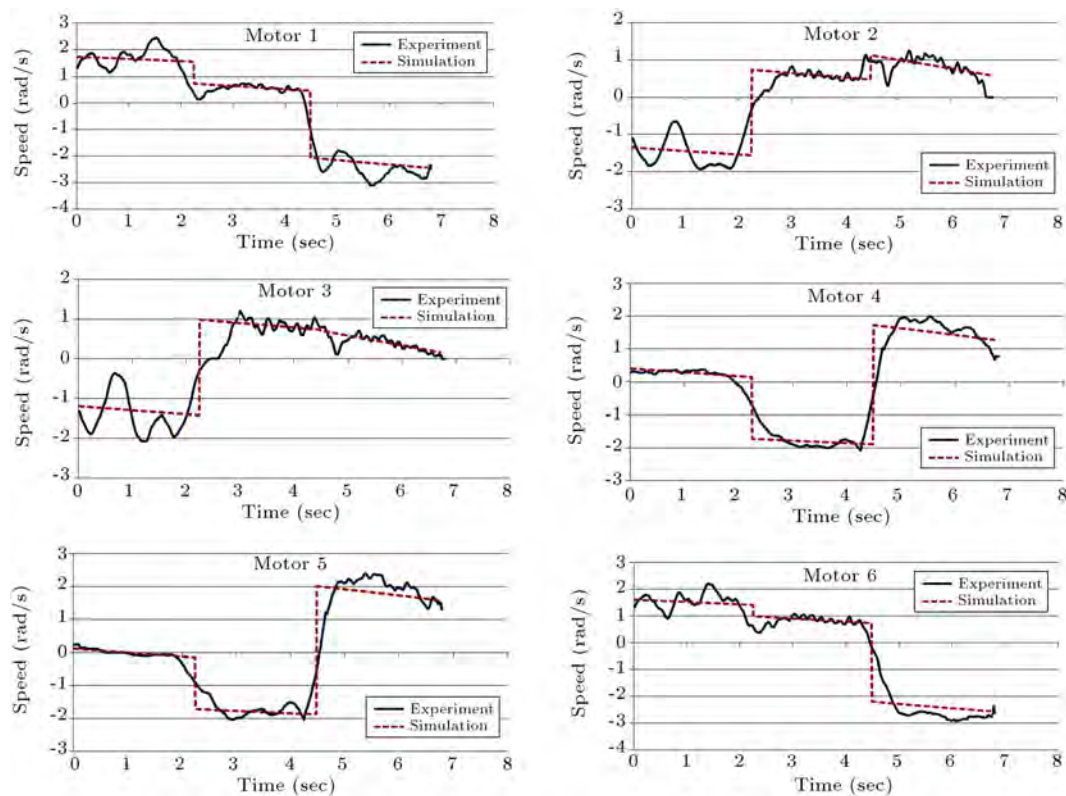 Motor 1
Experiment
Simulation
Speed (rad/s)
3
2
1
0
-1
-2
-3
-4
0 1 2 3 4 5 6 7 8
Time (sec)
Motor 2
Experiment
Simulation
Speed (rad/s)
2
1
0
-1
-2
-3
0 1 2 3 4 5 6 7 8
Time (sec)
Motor 3
Experiment
Simulation
Speed (rad/s)
2
1
0
-1
-2
-3
0 1 2 3 4 5 6 7 8
Time (sec)
Motor 4
Experiment
Simulation
Speed (rad/s)
3
2
1
0
-1
-2
-3
0 1 2 3 4 5 6 7 8
Time (sec)
Motor 5
Experiment
Simulation
Speed (rad/s)
3
2
1
0
-1
-2
-3
0 1 2 3 4 5 6 7 8
Time (sec)
Motor 6
Experiment
Simulation
Speed (rad/s)
3
2
1
0
-1
-2
-3
-4
0 1 2 3 4 5 6 7 8
Time (sec)